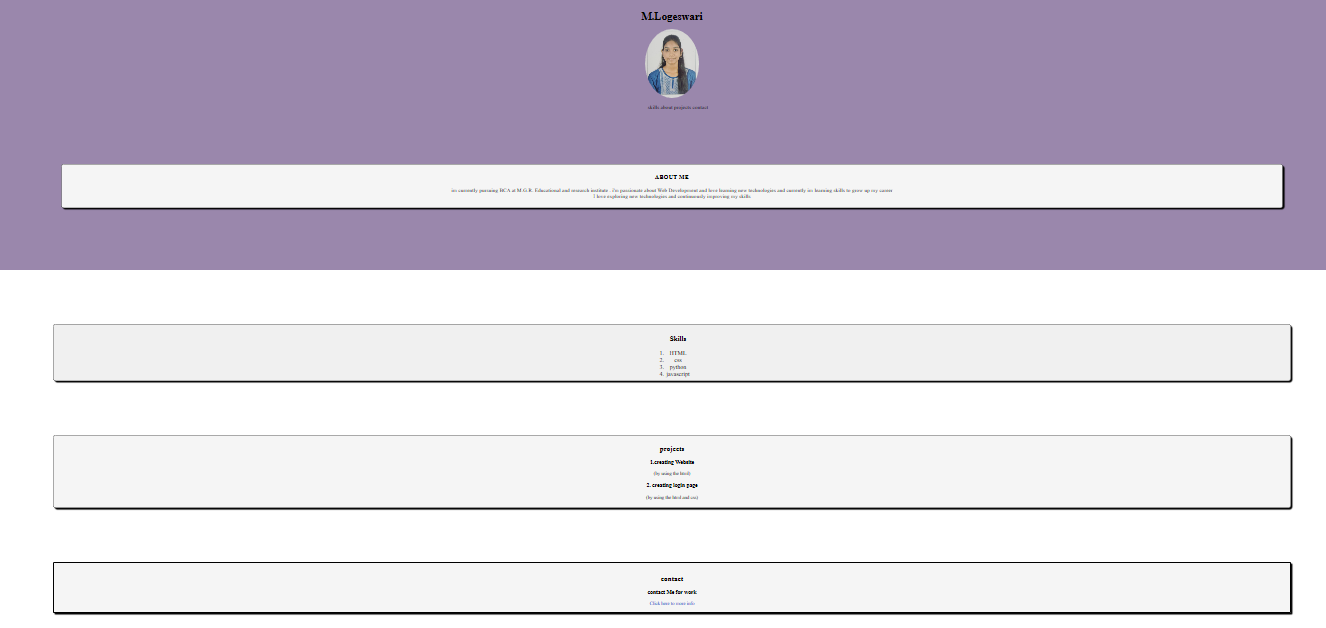 M.Logeswari
skills about projects contact
ABOUT ME
im currently pursuing BCA at M.G.R. Educational and research institute . i'm passionate about Web Development and love learning new technologies and currently im learning skills to grow up my career
I love exploring new technologies and continuously improving my skills.
Skills
1. HTML
2. css
3. python
4. javascript
projects
1.creating Website
(by using the html)
2. creating login page
(by using the html and css)
contact
contact Me for work
Click here to more info